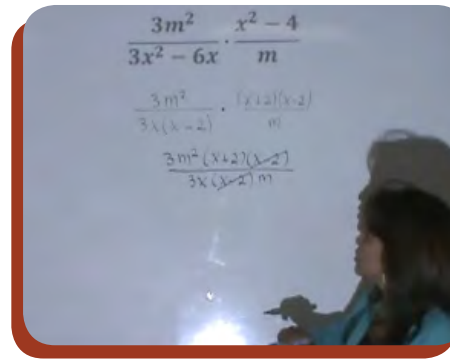 3m²/(3x² − 6x) · (x² − 4)/m
3m²/(3x(x−2)) · (x+2)(x-2)/m
3m²(x+2)(x-2)/(3x(x-2)m)